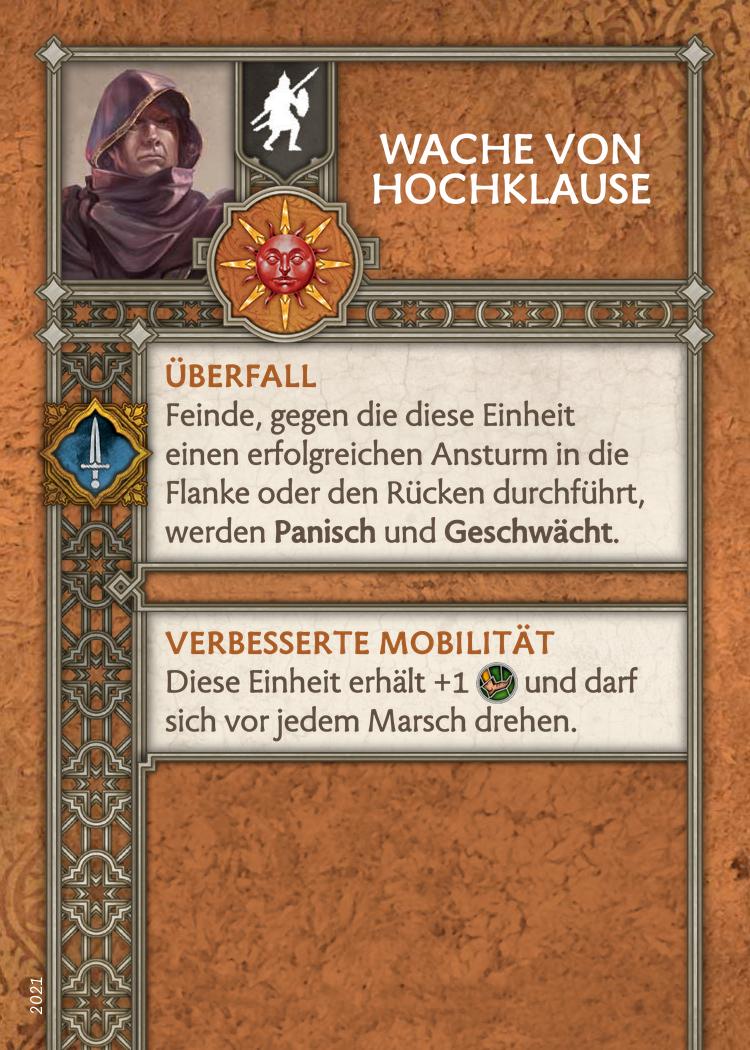 WACHE VON
HOCHKLAUSE
ÜBERFALL
Feinde, gegen die diese Einheit
einen erfolgreichen Ansturm in die
Flanke oder den Rücken durchführt,
werden Panisch und Geschwächt.
VERBESSERTE MOBILITÄT
Diese Einheit erhält +1 und darf
sich vor jedem Marsch drehen.
2021